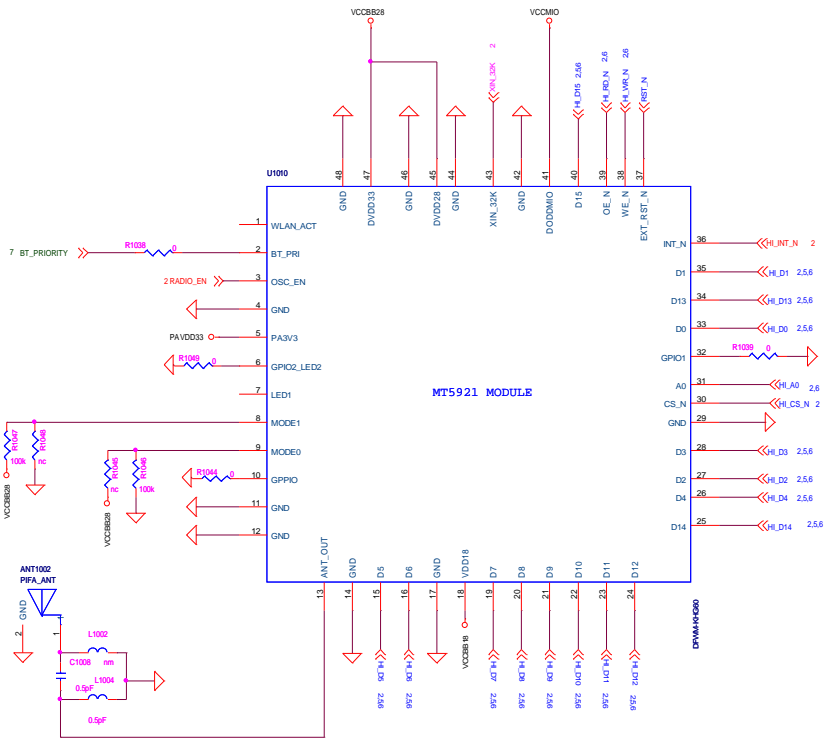 VCCBB28
VCCMIO
XIN_32K 2
HI_D15 2,5,6
HI_RD_N 2,6
HI_WR_N 2,6
RST_N
U1010
48
47
46
45
44
43
42
41
40
39
38
37
GND
DVDD33
GND
DVDD28
GND
XIN_32K
GND
DODDMIO
D15
OE_N
WE_N
EXT_RST_N
1 WLAN_ACT
7 BT_PRIORITY R1038 0 2 BT_PRI
2 RADIO_EN 3 OSC_EN
4 GND
PAVDD33 5 PA3V3
R1049 0 6 GPIO2_LED2
7 LED1
8 MODE1
9 MODE0
R1044 0 10 GPPIO
11 GND
12 GND
R1047
100k
R1048
nc
VCCBB28
R1045
nc
R1046
100k
VCCBB28
MT5921 MODULE
INT_N 36 HI_INT_N 2
D1 35 HI_D1 2,5,6
D13 34 HI_D13 2,5,6
D0 33 HI_D0 2,5,6
GPIO1 32 R1039 0
A0 31 HI_A0 2,6
CS_N 30 HI_CS_N 2
GND 29
D3 28 HI_D3 2,5,6
D2 27 HI_D2 2,5,6
D4 26 HI_D4 2,5,6
D14 25 HI_D14 2,5,6
ANT_OUT
GND
D5
D6
GND
VDD18
D7
D8
D9
D10
D11
D12
13
14
15
16
17
18
19
20
21
22
23
24
HI_D5 2,5,6
HI_D6 2,5,6
VCCBB18
HI_D7 2,5,6
HI_D8 2,5,6
HI_D9 2,5,6
HI_D10 2,5,6
HI_D11 2,5,6
HI_D12 2,5,6
ANT1002
PIFA_ANT
GND
2
1
L1002
C1008 nm
L1004
0.5pF
0.5pF